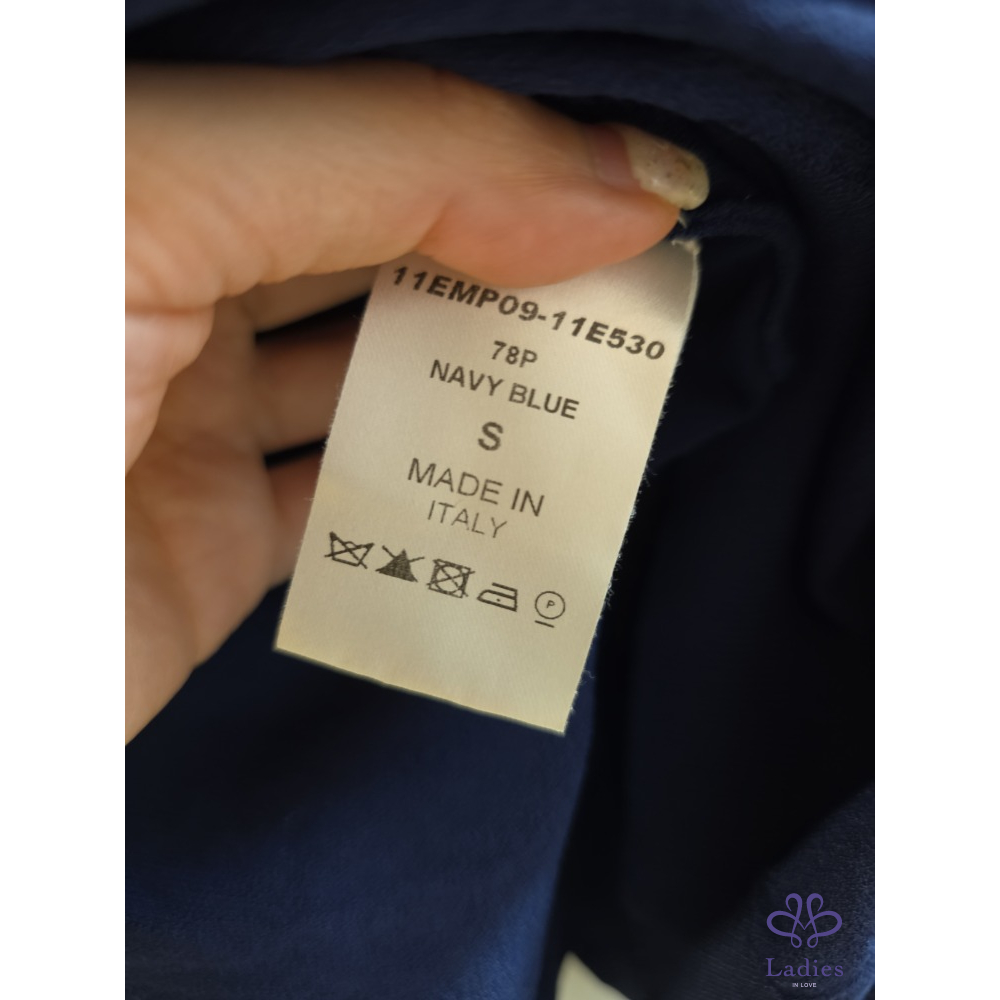 11EMP09-11E530
78P
NAVY BLUE
S
MADE IN
ITALY
P
Ladies
IN LOVE